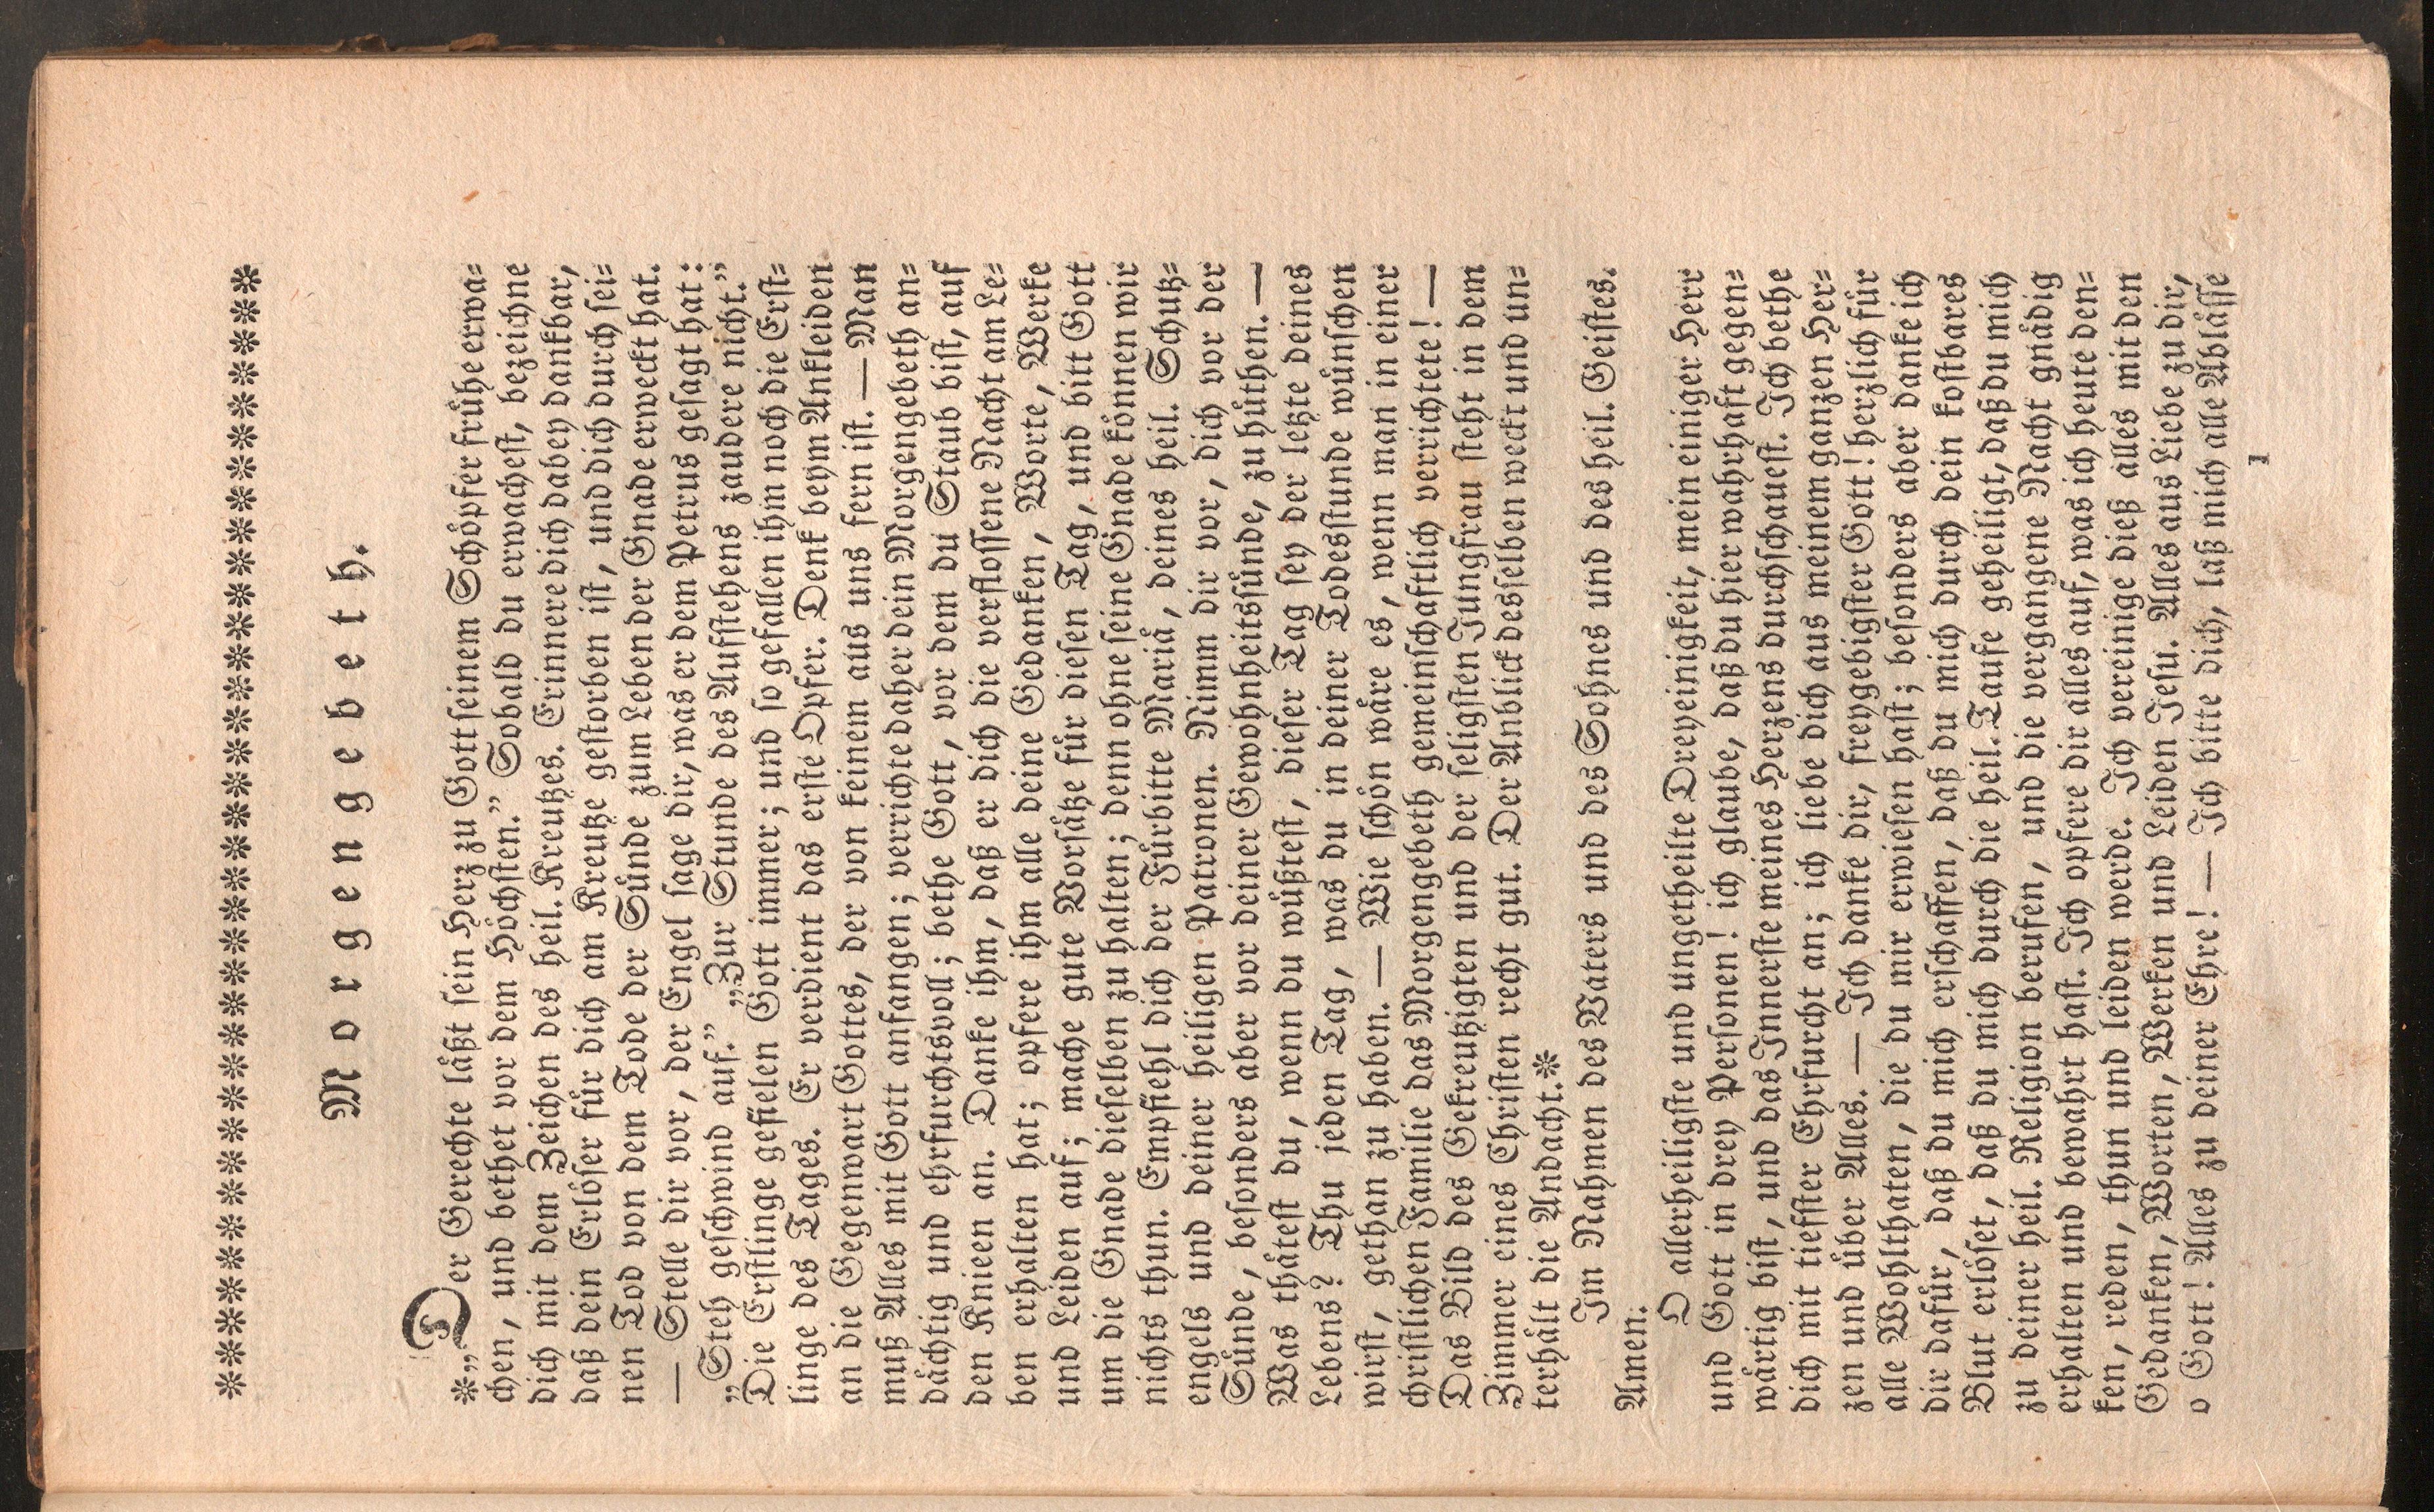 ❊❊❊❊❊❊❊❊❊❊❊❊❊❊❊❊❊❊❊❊❊❊❊❊❊❊❊❊❊❊❊❊❊❊❊❊
Morgengebeth.
❊„Der Gerechte läßt sein Herz zu Gott seinem Schöpfer frühe erwa=
chen, und bethet vor dem Höchsten.” Sobald du erwachest, bezeichne
dich mit dem Zeichen des heil. Kreutzes. Erinnere dich dabey dankbar,
daß dein Erlöser für dich am Kreutze gestorben ist, und dich durch sei=
nen Tod von dem Tode der Sünde zum Leben der Gnade erweckt hat.
— Stelle dir vor, der Engel sage dir, was er dem Petrus gesagt hat:
„Steh geschwind auf.” „Zur Stunde des Aufstehens zaudere nicht.”
Die Erstlinge gefielen Gott immer; und so gefallen ihm noch die Erst=
linge des Tages. Er verdient das erste Opfer. Denk beym Ankleiden
an die Gegenwart Gottes, der von keinem aus uns fern ist. — Man
muß Alles mit Gott anfangen; verrichte daher dein Morgengebeth an=
dächtig und ehrfurchtsvoll; bethe Gott, vor dem du Staub bist, auf
den Knieen an. Danke ihm, daß er dich die verflossene Nacht am Le=
ben erhalten hat; opfere ihm alle deine Gedanken, Worte, Werke
und Leiden auf; mache gute Vorsätze für diesen Tag, und bitt Gott
um die Gnade dieselben zu halten; denn ohne seine Gnade können wir
nichts thun. Empfiehl dich der Fürbitte Mariä, deines heil. Schutz=
engels und deiner heiligen Patronen. Nimm dir vor, dich vor der
Sünde, besonders aber vor deiner Gewohnheitssünde, zu hüthen. —
Was thätest du, wenn du wüßtest, dieser Tag sey der letzte deines
Lebens? Thu jeden Tag, was du in deiner Todesstunde wünschen
wirst, gethan zu haben. — Wie schön wäre es, wenn man in einer
christlichen Familie das Morgengebeth gemeinschaftlich verrichtete! —
Das Bild des Gekreutzigten und der seligsten Jungfrau steht in dem
Zimmer eines Christen recht gut. Der Anblick desselben weckt und un=
terhält die Andacht.❊
Im Nahmen des Vaters und des Sohnes und des heil. Geistes.
Amen.
O allerheiligste und ungetheilte Dreyeinigkeit, mein einiger Herr
und Gott in drey Personen! ich glaube, daß du hier wahrhaft gegen=
wärtig bist, und das Innerste meines Herzens durchschauest. Ich bethe
dich mit tiefster Ehrfurcht an; ich liebe dich aus meinem ganzen Her=
zen und über Alles. — Ich danke dir, freygebigster Gott! herzlich für
alle Wohlthaten, die du mir erwiesen hast; besonders aber danke ich
dir dafür, daß du mich erschaffen, daß du mich durch dein kostbares
Blut erlöset, daß du mich durch die heil. Taufe geheiligt, daß du mich
zu deiner heil. Religion berufen, und die vergangene Nacht gnädig
erhalten und bewahrt hast. Ich opfere dir alles auf, was ich heute den=
ken, reden, thun und leiden werde. Ich vereinige dieß alles mit den
Gedanken, Worten, Werken und Leiden Jesu. Alles aus Liebe zu dir,
o Gott! Alles zu deiner Ehre! — Ich bitte dich, laß mich alle Ablässe
1